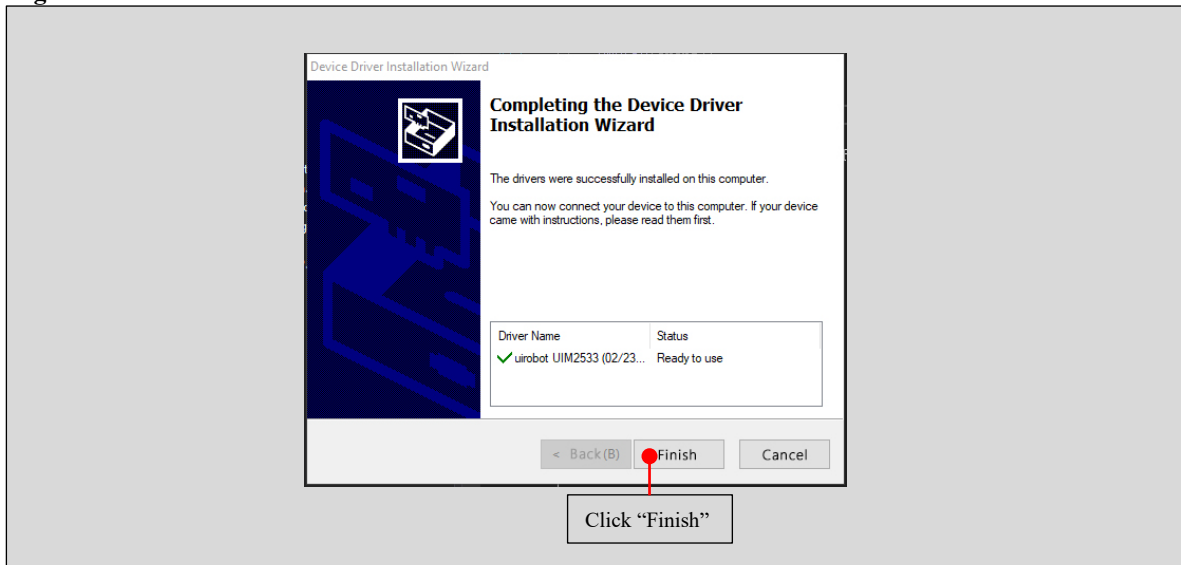 Device Driver Installation Wizard
Completing the Device Driver
Installation Wizard
The drivers were successfully installed on this computer.
You can now connect your device to this computer. If your device
came with instructions, please read them first.
Driver Name Status
uirobot UIM2533 (02/23... Ready to use
< Back(B) Finish Cancel
Click “Finish”